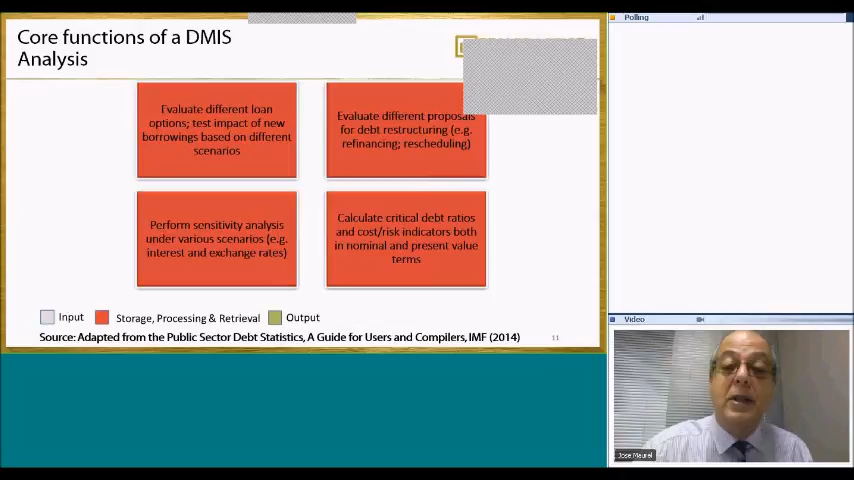 Core functions of a DMIS
Analysis
Evaluate different loan
options; test impact of new
borrowings based on different
scenarios
Evaluate different proposals
for debt restructuring (e.g.
refinancing; rescheduling)
Perform sensitivity analysis
under various scenarios (e.g.
interest and exchange rates)
Calculate critical debt ratios
and cost/risk indicators both
in nominal and present value
terms
Input
Storage, Processing & Retrieval
Output
Source: Adapted from the Public Sector Debt Statistics, A Guide for Users and Compilers, IMF (2014)
11
Polling
Video
Jose Maurel